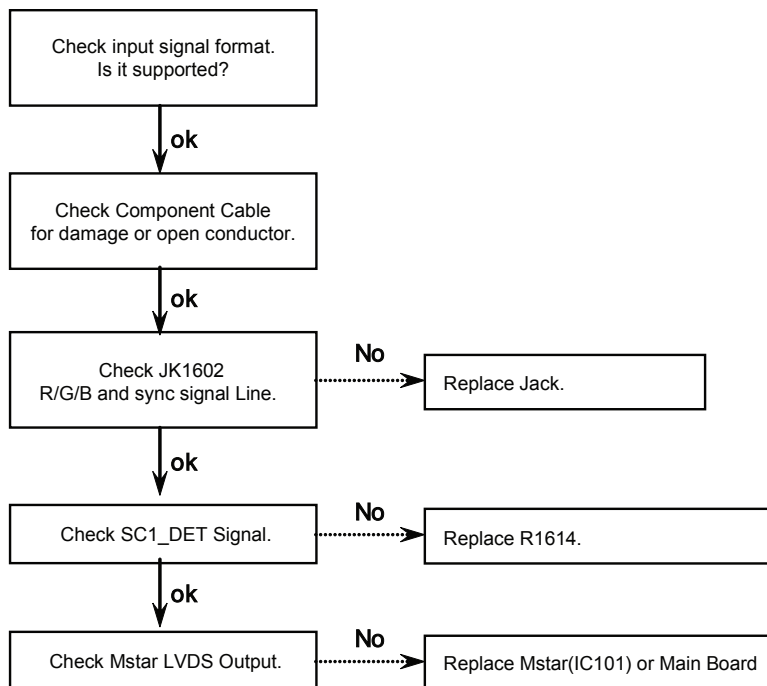 Check input signal format.
Is it supported?
ok
Check Component Cable
for damage or open conductor.
ok
Check JK1602
R/G/B and sync signal Line.
No
Replace Jack.
ok
Check SC1_DET Signal.
No
Replace R1614.
ok
Check Mstar LVDS Output.
No
Replace Mstar(IC101) or Main Board